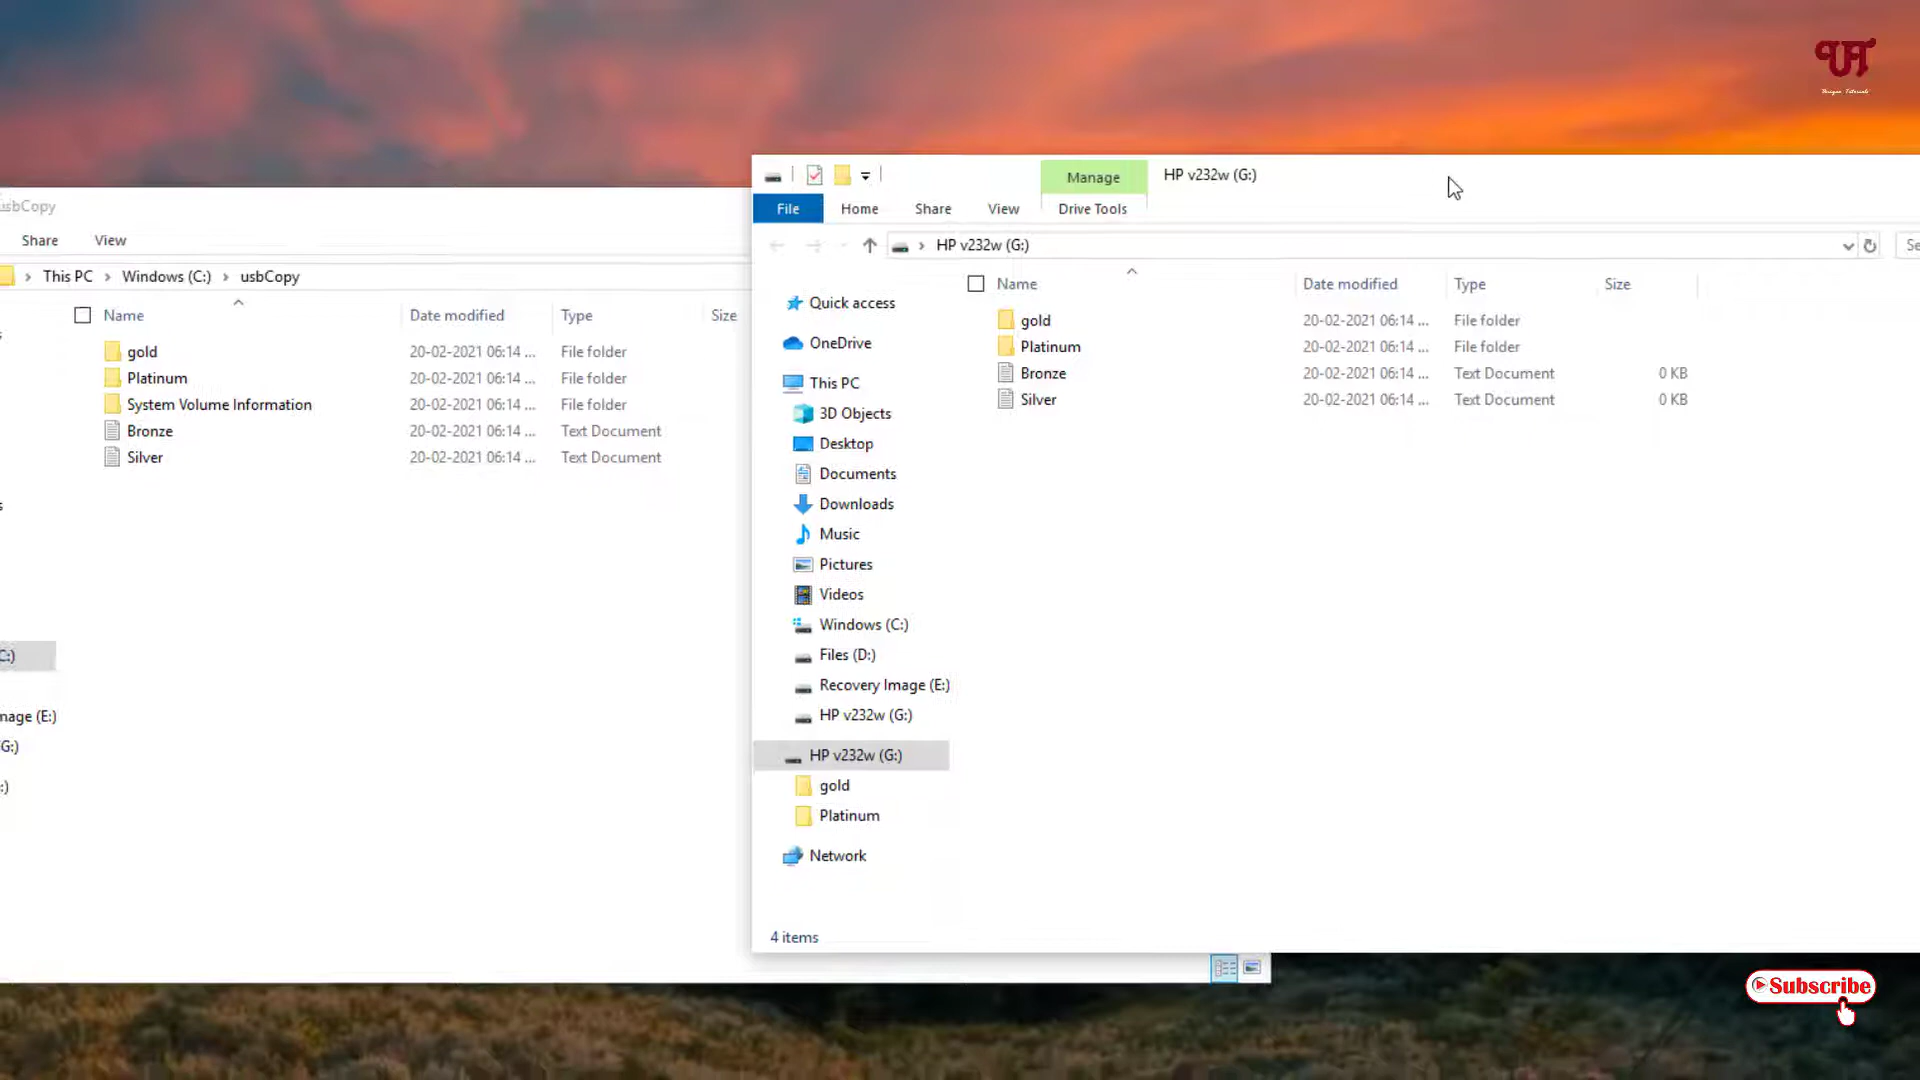 UT
Unique Tutorials
usbCopy
Share View
This PC > Windows (C:) > usbCopy
Name Date modified Type Size
gold 20-02-2021 06:14 ... File folder
Platinum 20-02-2021 06:14 ... File folder
System Volume Information 20-02-2021 06:14 ... File folder
Bronze 20-02-2021 06:14 ... Text Document
Silver 20-02-2021 06:14 ... Text Document
C:)
mage (E:)
G:)
:)
Manage HP v232w (G:)
File Home Share View Drive Tools
HP v232w (G:) Se
Name Date modified Type Size
gold 20-02-2021 06:14 ... File folder
Platinum 20-02-2021 06:14 ... File folder
Bronze 20-02-2021 06:14 ... Text Document 0 KB
Silver 20-02-2021 06:14 ... Text Document 0 KB
Quick access
OneDrive
This PC
3D Objects
Desktop
Documents
Downloads
Music
Pictures
Videos
Windows (C:)
Files (D:)
Recovery Image (E:)
HP v232w (G:)
HP v232w (G:)
gold
Platinum
Network
4 items
Subscribe